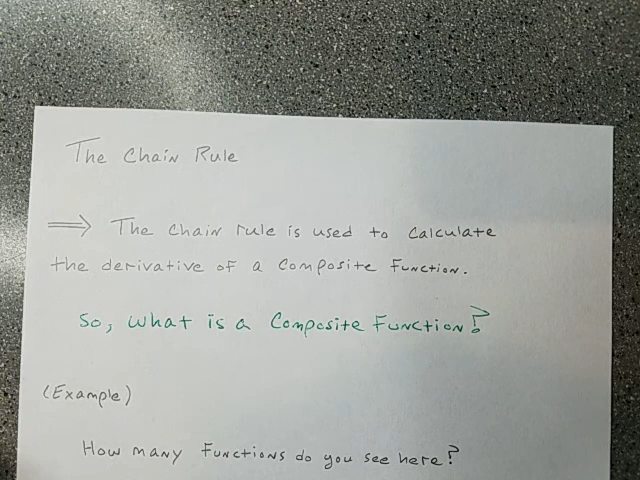 The Chain Rule
⇒ The chain rule is used to calculate
the derivative of a composite function.
So, what is a Composite Function?
(Example)
How many functions do you see here?